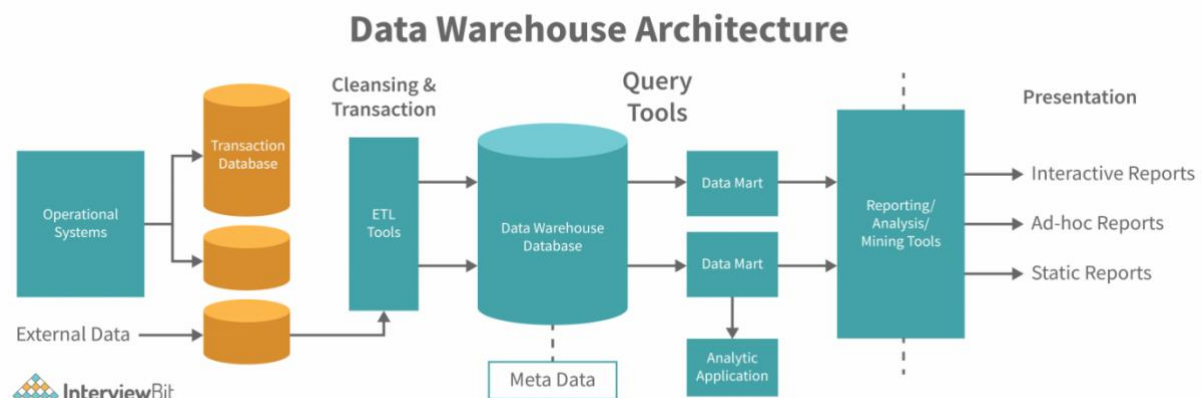 Data Warehouse Architecture
Cleansing &
Transaction
Query
Tools
Presentation
Operational
Systems
Transaction
Database
ETL
Tools
Data Warehouse
Database
Data Mart
Data Mart
Reporting/
Analysis/
Mining Tools
Interactive Reports
Ad-hoc Reports
Static Reports
External Data
Meta Data
Analytic
Application
InterviewBit